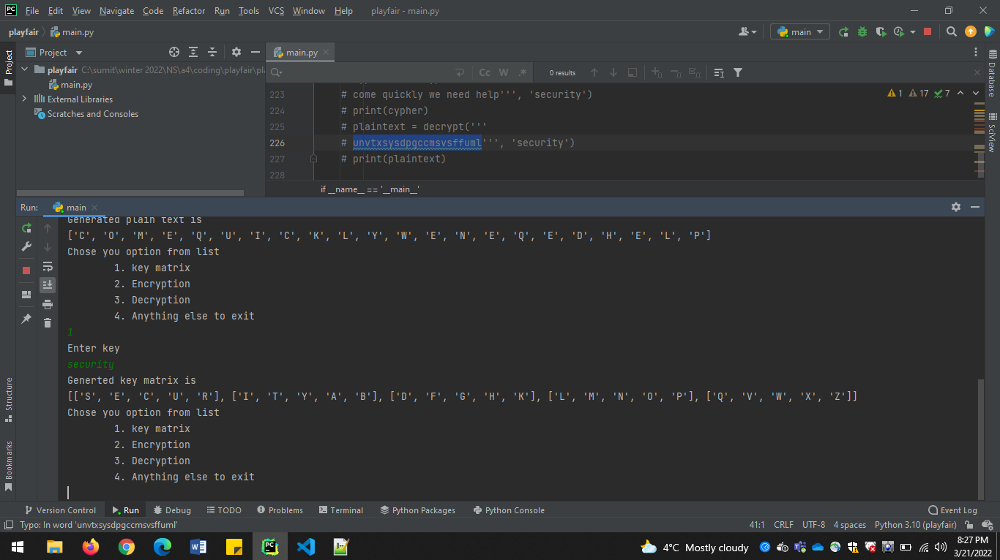 PC File Edit View Navigate Code Refactor Run Tools VCS Window Help playfair - main.py
playfair main.py main
Project main.py
playfair C:\sumit\winter 2022\NS\a4\coding\playfair\pl
main.py
External Libraries
Scratches and Consoles
Cc W .* 0 results
223 # come quickly we need help''', 'security')
224 # print(cypher)
225 # plaintext = decrypt('''
226 # unvtxsysdpgccmsvsffuml''', 'security')
227 # print(plaintext)
228
1 17 7
if __name__ == '__main__'
Project
Structure
Bookmarks
Database
SciView
Run: main
Generated plain text is
['C', 'O', 'M', 'E', 'Q', 'U', 'I', 'C', 'K', 'L', 'Y', 'W', 'E', 'N', 'E', 'Q', 'E', 'D', 'H', 'E', 'L', 'P']
Chose you option from list
1. key matrix
2. Encryption
3. Decryption
4. Anything else to exit
1
Enter key
security
Generted key matrix is
[['S', 'E', 'C', 'U', 'R'], ['I', 'T', 'Y', 'A', 'B'], ['D', 'F', 'G', 'H', 'K'], ['L', 'M', 'N', 'O', 'P'], ['Q', 'V', 'W', 'X', 'Z']]
Chose you option from list
1. key matrix
2. Encryption
3. Decryption
4. Anything else to exit
Version Control Run Debug TODO Problems Terminal Python Packages Python Console Event Log
Typo: In word 'unvtxsysdpgccmsvsffuml' 41:1 CRLF UTF-8 4 spaces Python 3.10 (playfair)
4°C Mostly cloudy 8:27 PM
3/21/2022